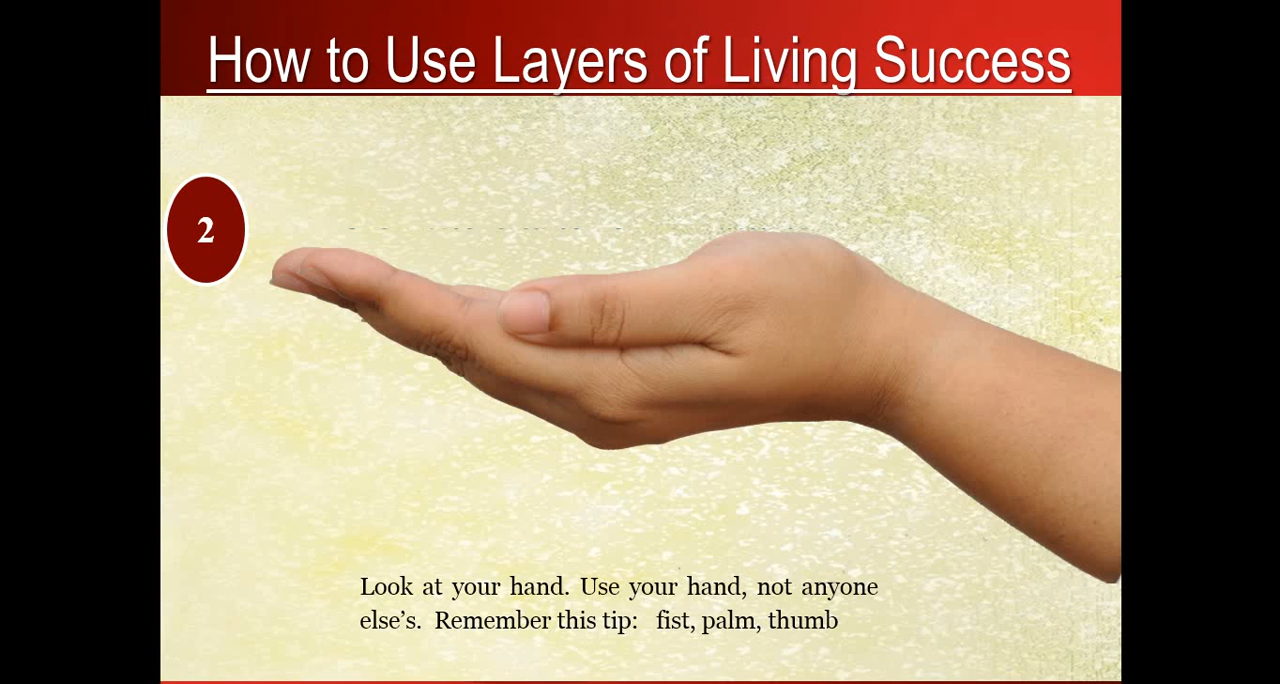 How to Use Layers of Living Success
2
Look at your hand. Use your hand, not anyone
else’s. Remember this tip: fist, palm, thumb